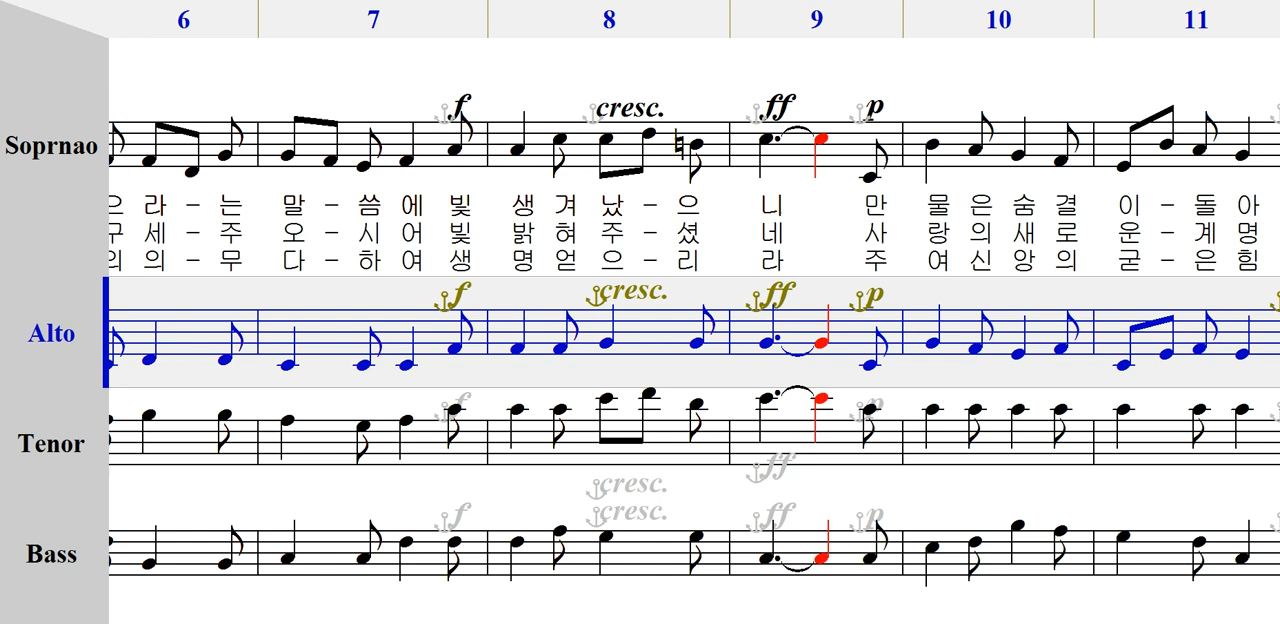 6 7 8 9 10 11
f cresc. ff p
Soprnao
라 - 는 말 - 씀 에 빛 생 겨 났 - 으 니 만 물 은 숨 결 이 - 돌 아
구 세 - 주 오 - 시 어 빛 밝 혀 주 - 셨 네 사 랑 의 새 로 운 - 계 명
의 의 - 무 다 - 하 여 생 명 얻 으 - 리 라 주 여 신 앙 의 굳 - 은 힘
f cresc. ff p
Alto
f p
Tenor
ff
cresc.
f cresc. ff p
Bass